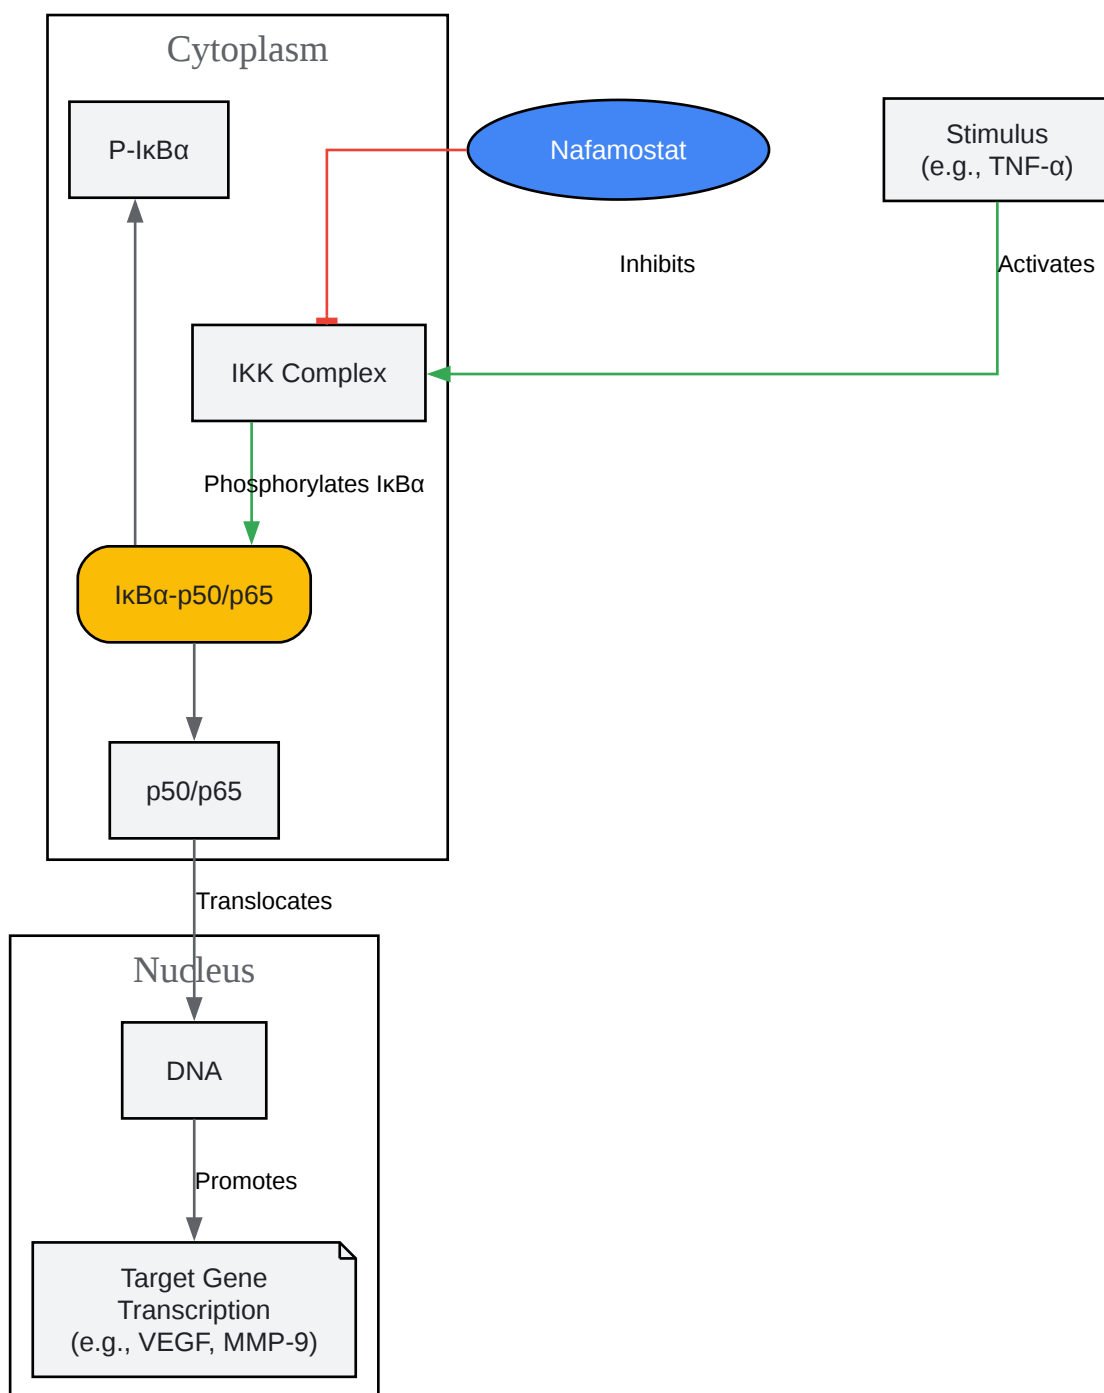 Cytoplasm
P-IκBα
Nafamostat
Stimulus
(e.g., TNF-α)
Inhibits
Activates
IKK Complex
Phosphorylates IκBα
IκBα-p50/p65
p50/p65
Translocates
Nucleus
DNA
Promotes
Target Gene
Transcription
(e.g., VEGF, MMP-9)